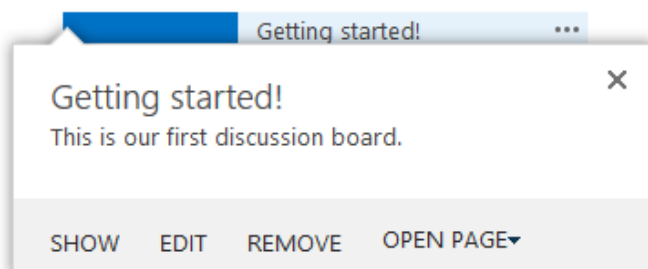 Getting started! •••
Getting started!
This is our first discussion board.
SHOW EDIT REMOVE OPEN PAGE